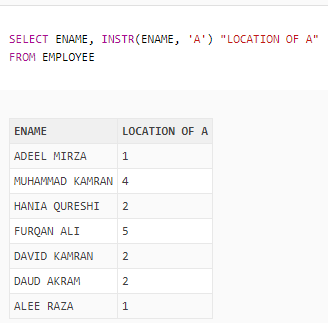 SELECT ENAME, INSTR(ENAME, 'A') "LOCATION OF A"
FROM EMPLOYEE
ENAME LOCATION OF A
ADEEL MIRZA 1
MUHAMMAD KAMRAN 4
HANIA QURESHI 2
FURQAN ALI 5
DAVID KAMRAN 2
DAUD AKRAM 2
ALEE RAZA 1